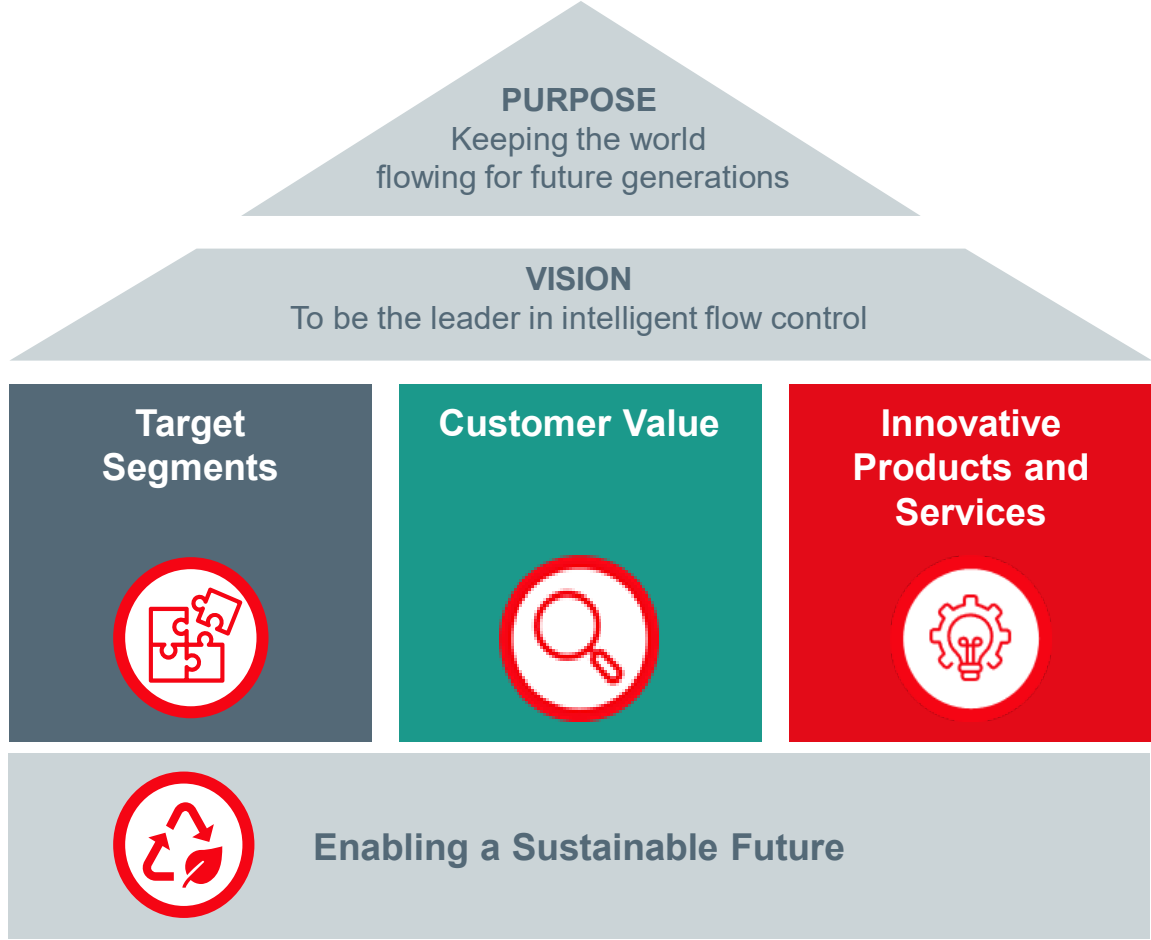 PURPOSE
Keeping the world
flowing for future generations
VISION
To be the leader in intelligent flow control
Target
Segments
Customer Value
Innovative
Products and
Services
Enabling a Sustainable Future